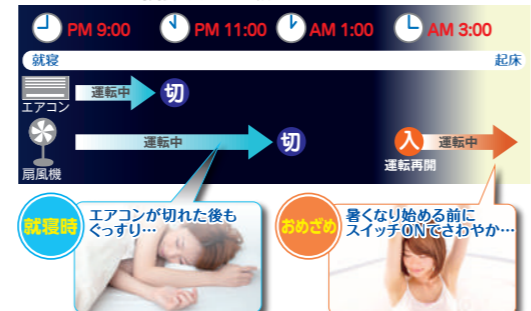 PM 9:00
PM 11:00
AM 1:00
AM 3:00
就寝
起床
運転中
切
エアコン
運転中
切
入
運転中
運転再開
扇風機
就寝時
エアコンが切れた後も
ぐっすり…
おめざめ
暑くなり始める前に
スイッチONでさわやか…